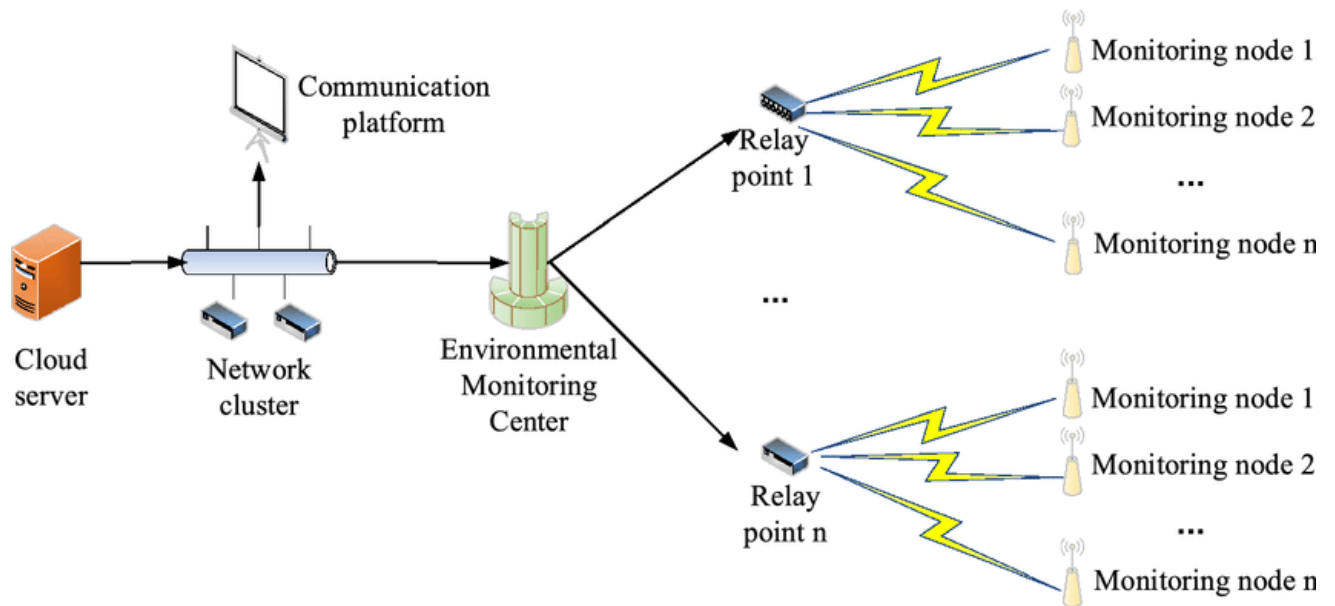 Communication
platform
Cloud
server
Network
cluster
Environmental
Monitoring
Center
Relay
point 1
Monitoring node 1
Monitoring node 2
...
Monitoring node n
...
Relay
point n
Monitoring node 1
Monitoring node 2
...
Monitoring node n